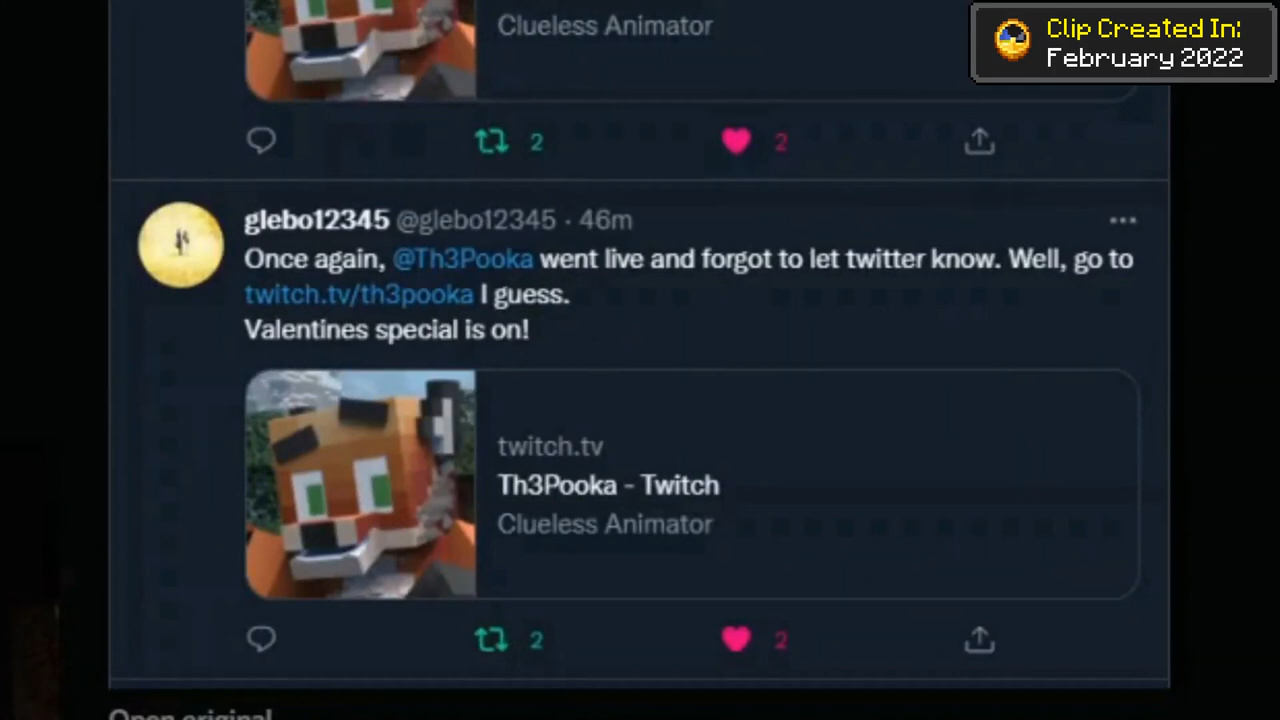 Clueless Animator
Clip Created In:
February 2022
2 2
glebo12345 @glebo12345 · 46m
Once again, @Th3Pooka went live and forgot to let twitter know. Well, go to
twitch.tv/th3pooka I guess.
Valentines special is on!
twitch.tv
Th3Pooka - Twitch
Clueless Animator
2 2
Open original